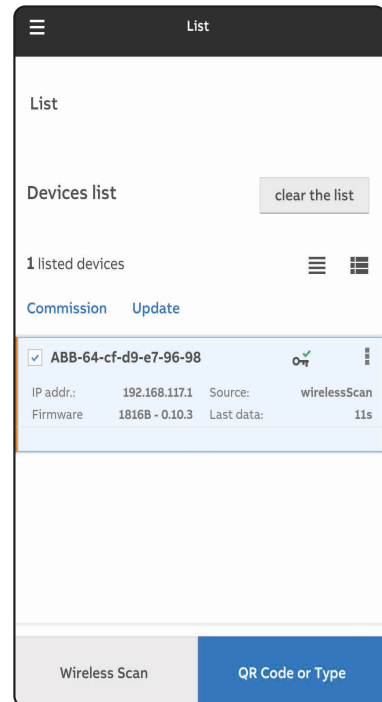 List
List
Devices list
clear the list
1 listed devices
Commission Update
ABB-64-cf-d9-e7-96-98
IP addr.: 192.168.117.1 Source: wirelessScan
Firmware 1816B - 0.10.3 Last data: 11s
Wireless Scan QR Code or Type